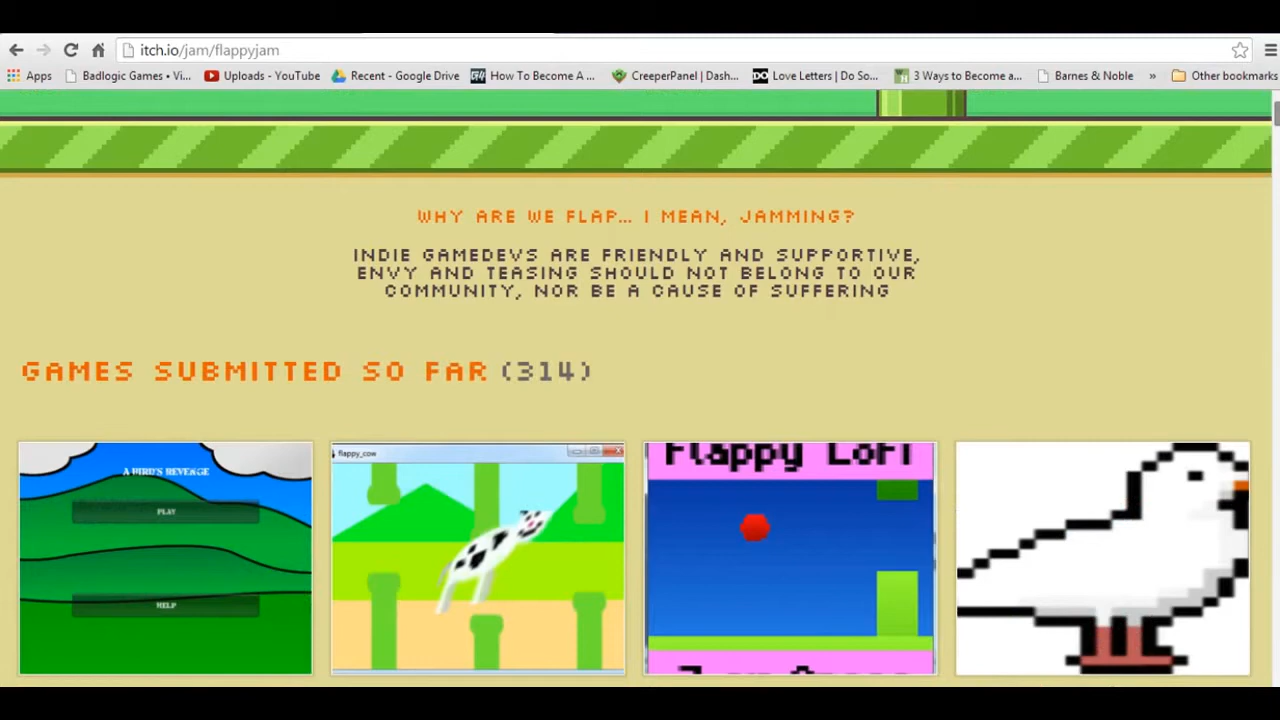 itch.io/jam/flappyjam
Apps Badlogic Games • Vi... Uploads - YouTube Recent - Google Drive How To Become A ... CreeperPanel | Dash... Love Letters | Do So... 3 Ways to Become a... Barnes & Noble » Other bookmarks
WHY ARE WE FLAP... I MEAN, JAMMING?
INDIE GAMEDEVS ARE FRIENDLY AND SUPPORTIVE,
ENVY AND TEASING SHOULD NOT BELONG TO OUR
COMMUNITY, NOR BE A CAUSE OF SUFFERING
GAMES SUBMITTED SO FAR (314)
A BIRD'S REVENGE
PLAY
HELP
flappy_cow
Flappy LoFi